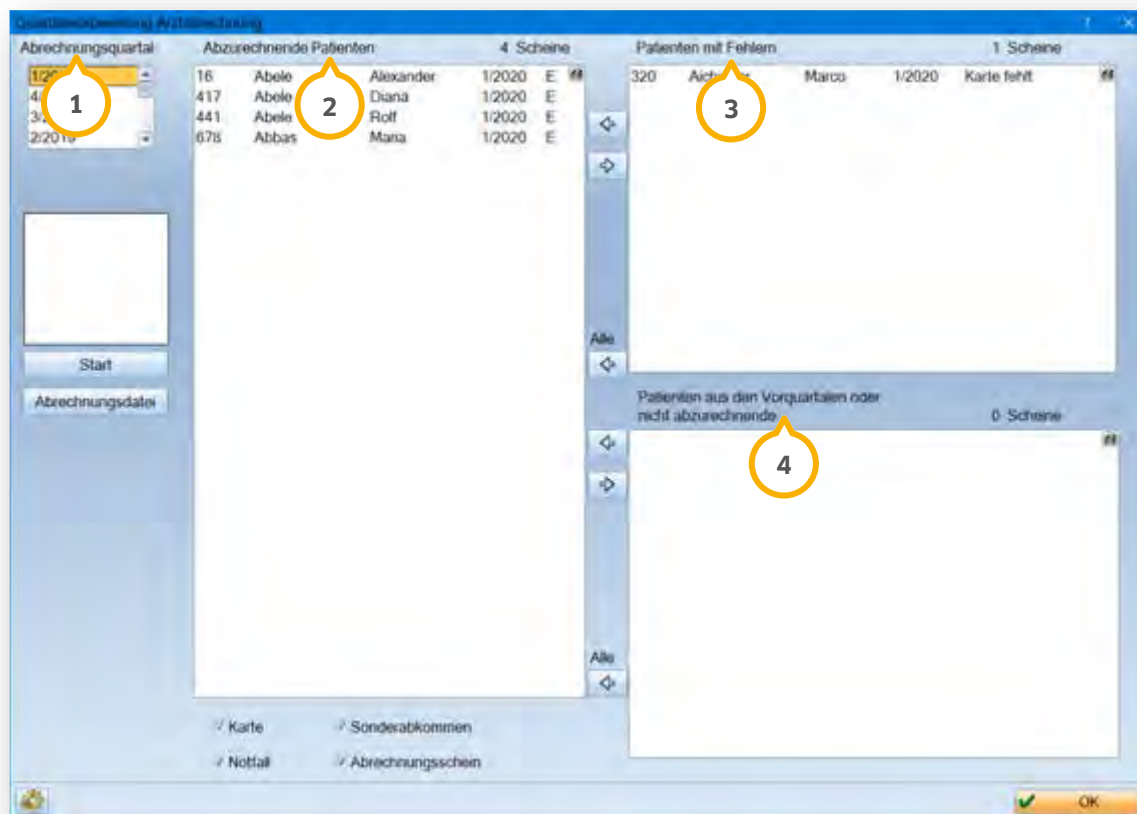 Abrechnungsquartal
Abzurechnende Patienten 4 Scheine
Patienten mit Fehlern 1 Scheine
1
2
3
2/2019
16 Abele Alexander 1/2020 E
417 Abele Diana 1/2020 E
441 Abele Rolf 1/2020 E
678 Abbas Maria 1/2020 E
320 Marco 1/2020 Karte fehlt
Alle
Start
Abrechnungsdatei
Patienten aus den Vorquartalen oder
nicht abzurechnende 0 Scheine
4
Alle
Karte Sonderabkommen
Notfall Abrechnungsschein
OK